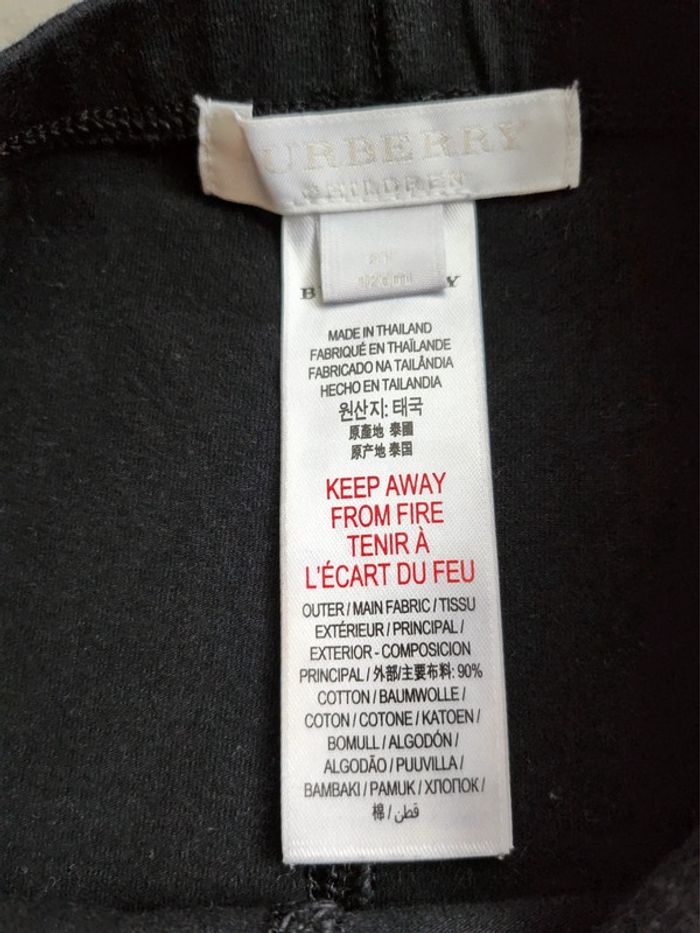 URBERRY
CHILDREN
MADE IN THAILAND
FABRIQUÉ EN THAÏLANDE
FABRICADO NA TAILÂNDIA
HECHO EN TAILANDIA
원산지: 태국
原產地 泰國
原产地 泰国
KEEP AWAY
FROM FIRE
TENIR À
L'ÉCART DU FEU
OUTER / MAIN FABRIC / TISSU
EXTÉRIEUR / PRINCIPAL /
EXTERIOR - COMPOSICION
PRINCIPAL / 外部/主要布料: 90%
COTTON / BAUMWOLLE /
COTON / COTONE / KATOEN /
BOMULL / ALGODÓN /
ALGODÃO / PUUVILLA /
BAMBAKI / PAMUK / ХЛОПОК /
棉 / قطن